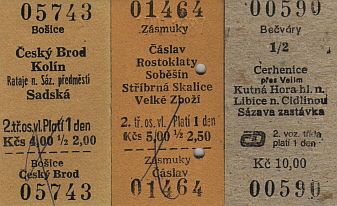 05743
Bošice
Český Brod
Kolín
Rataje n. Sáz. předměstí
Sadská
2.tř.os.vl. Platí 1 den
Kčs 4,00 ½ 2,00
Bošice
Český Brod
05743
01464
Zásmuky
Čáslav
Rostoklaty
Soběšín
Stříbrná Skalice
Velké Zboží
2. tř. os. vl. Platí 1 den
Kčs 5,00 ½ 2,50
Zásmuky
Čáslav
01464
00590
Bečváry
1/2
Cerhenice
přes Velim
Kutná Hora hl. n.
Libice n. Cidlinou
Sázava zastávka
ČD 2. voz. třída
platí 1 den
Kč 10,00
00590